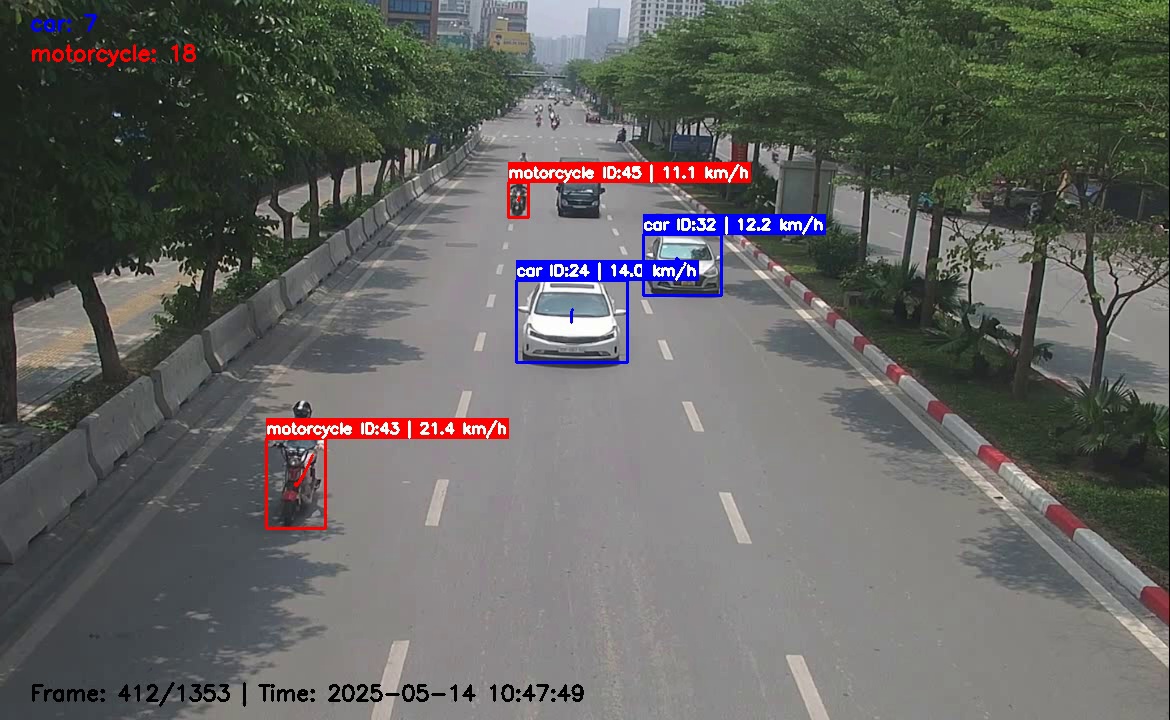 car: 7
motorcycle: 18
motorcycle ID:45 | 11.1 km/h
car ID:32 | 12.2 km/h
car ID:24 | 14.0 km/h
motorcycle ID:43 | 21.4 km/h
Frame: 412/1353 | Time: 2025-05-14 10:47:49